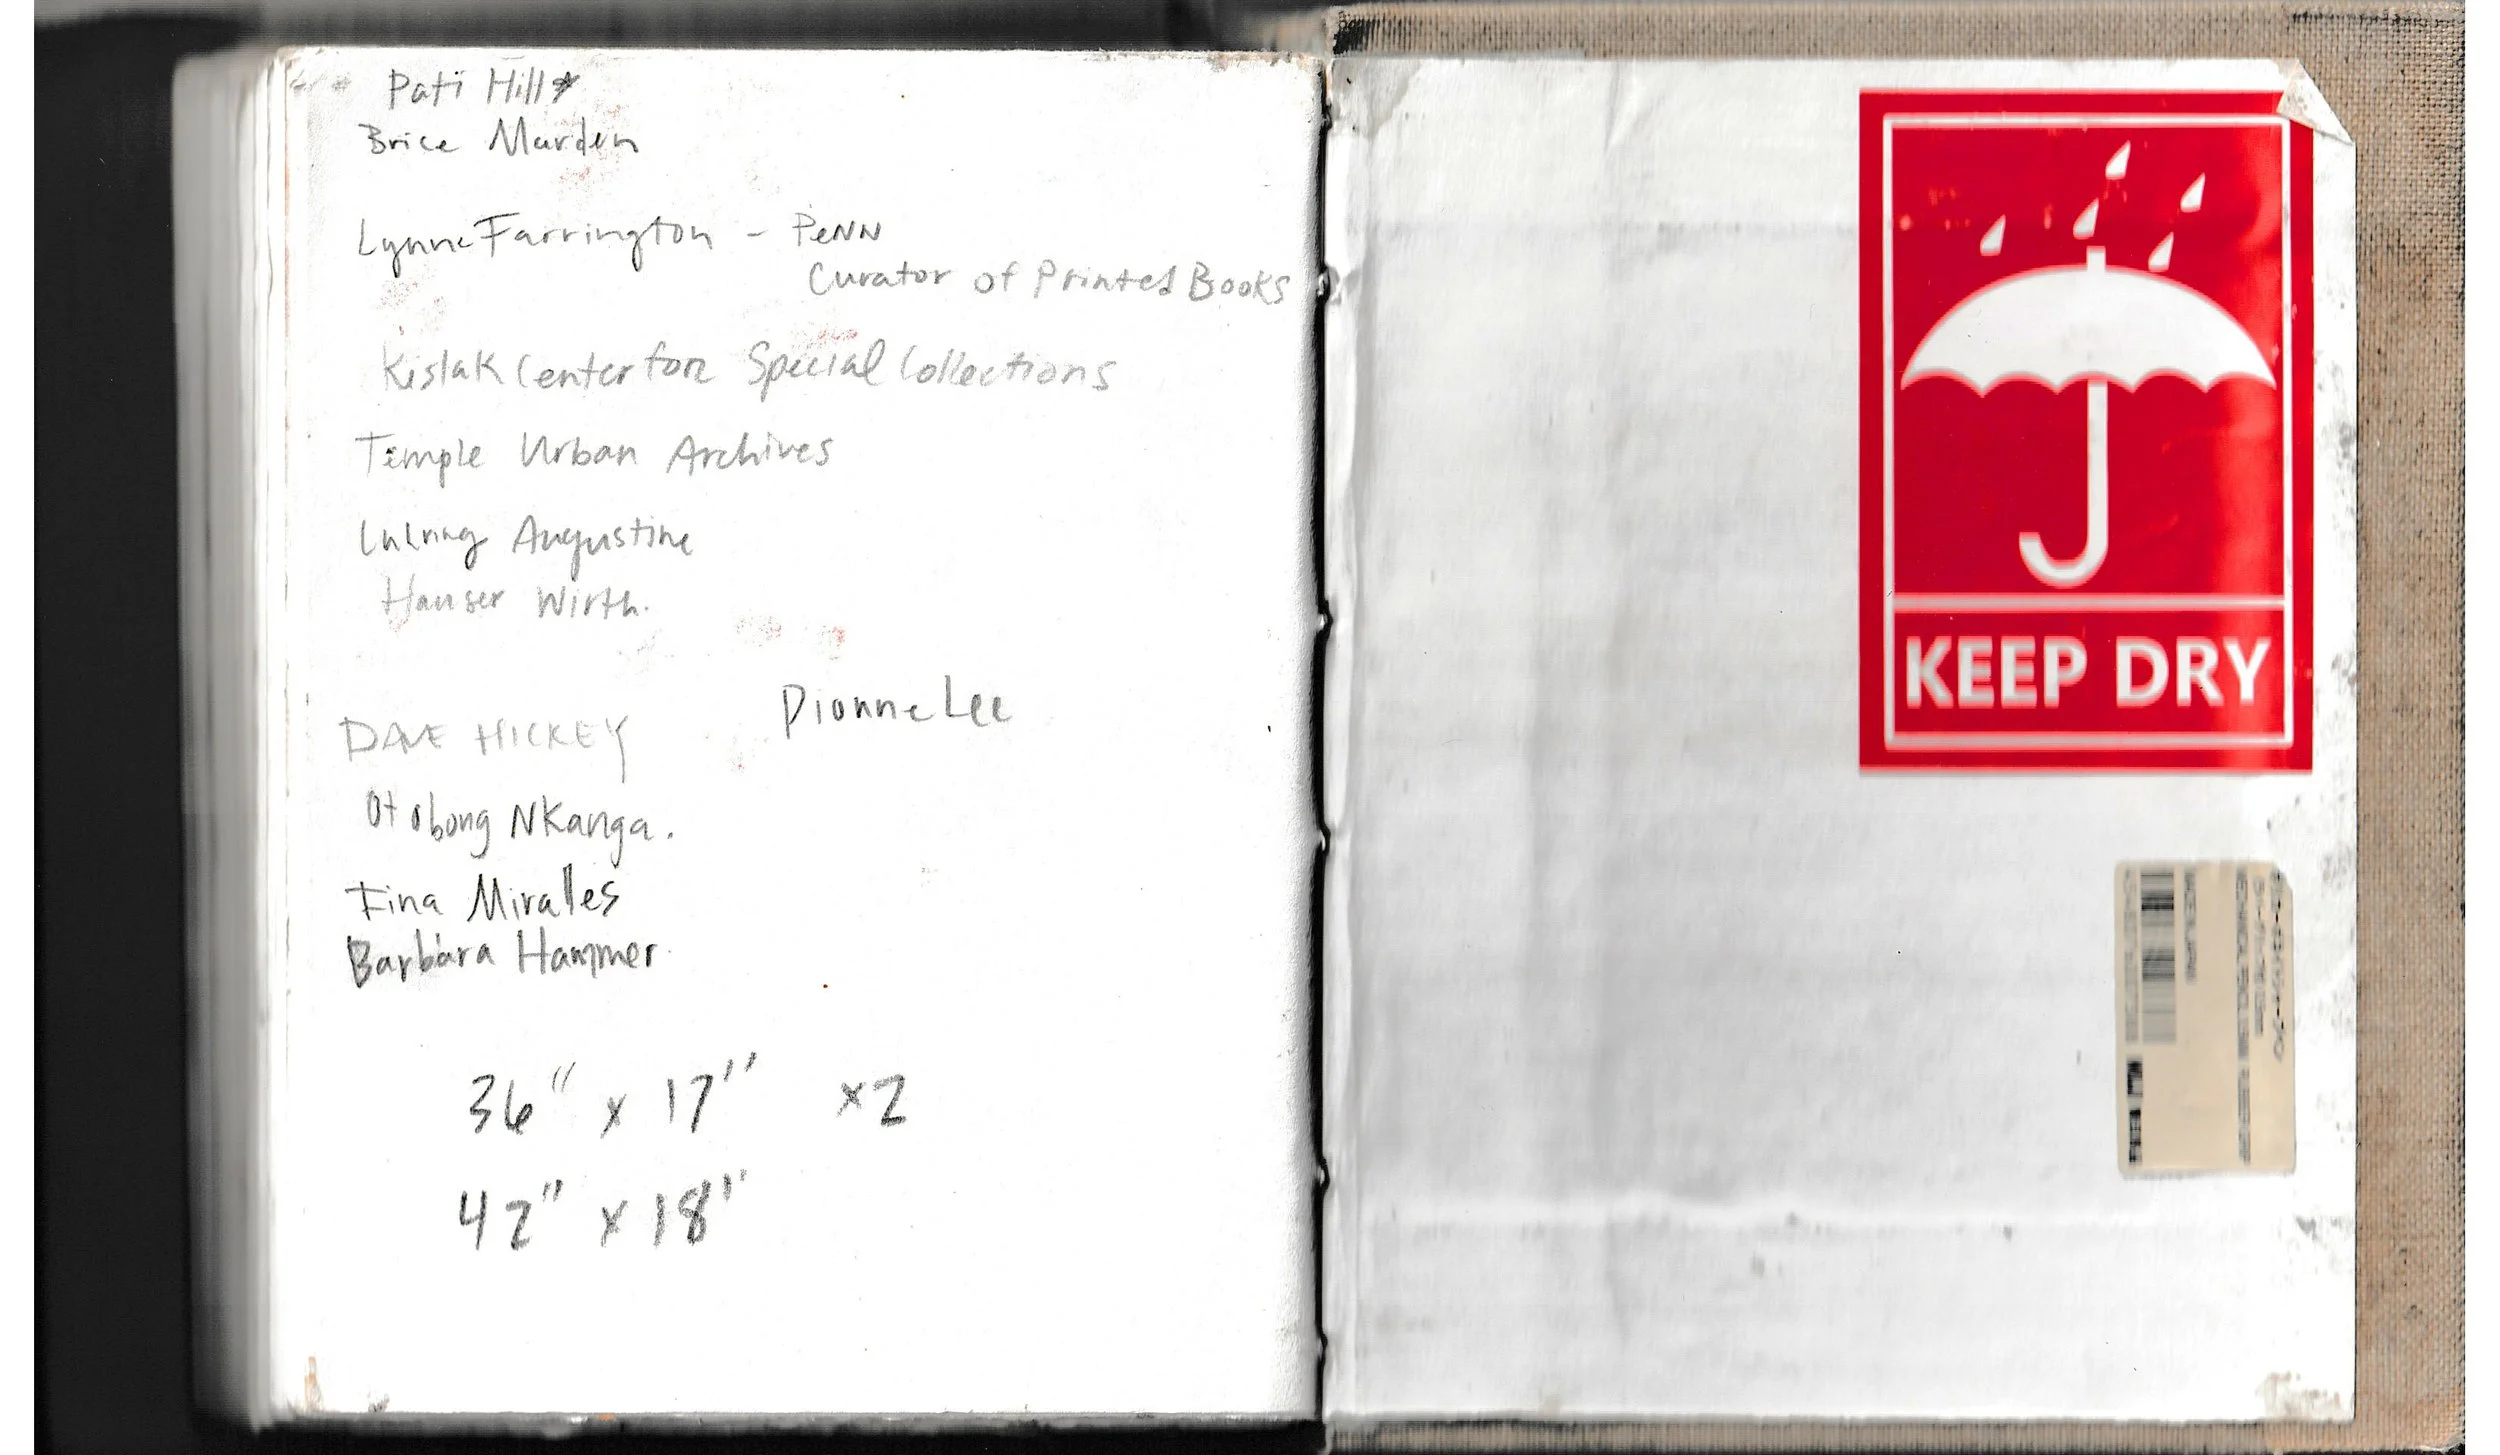 Pati Hill*
Brice Marden
Lynne Farrington - PeNN
Curator of Printed Books
Kislak Center for Special Collections
Temple Urban Archives
Luhring Augustine
Hauser Wirth.
Dionne Lee
DAVE HICKEY
Otobong NKanga.
Fina Miralles
Barbara Hammer
36" x 17" x2
42" x 18"
KEEP DRY